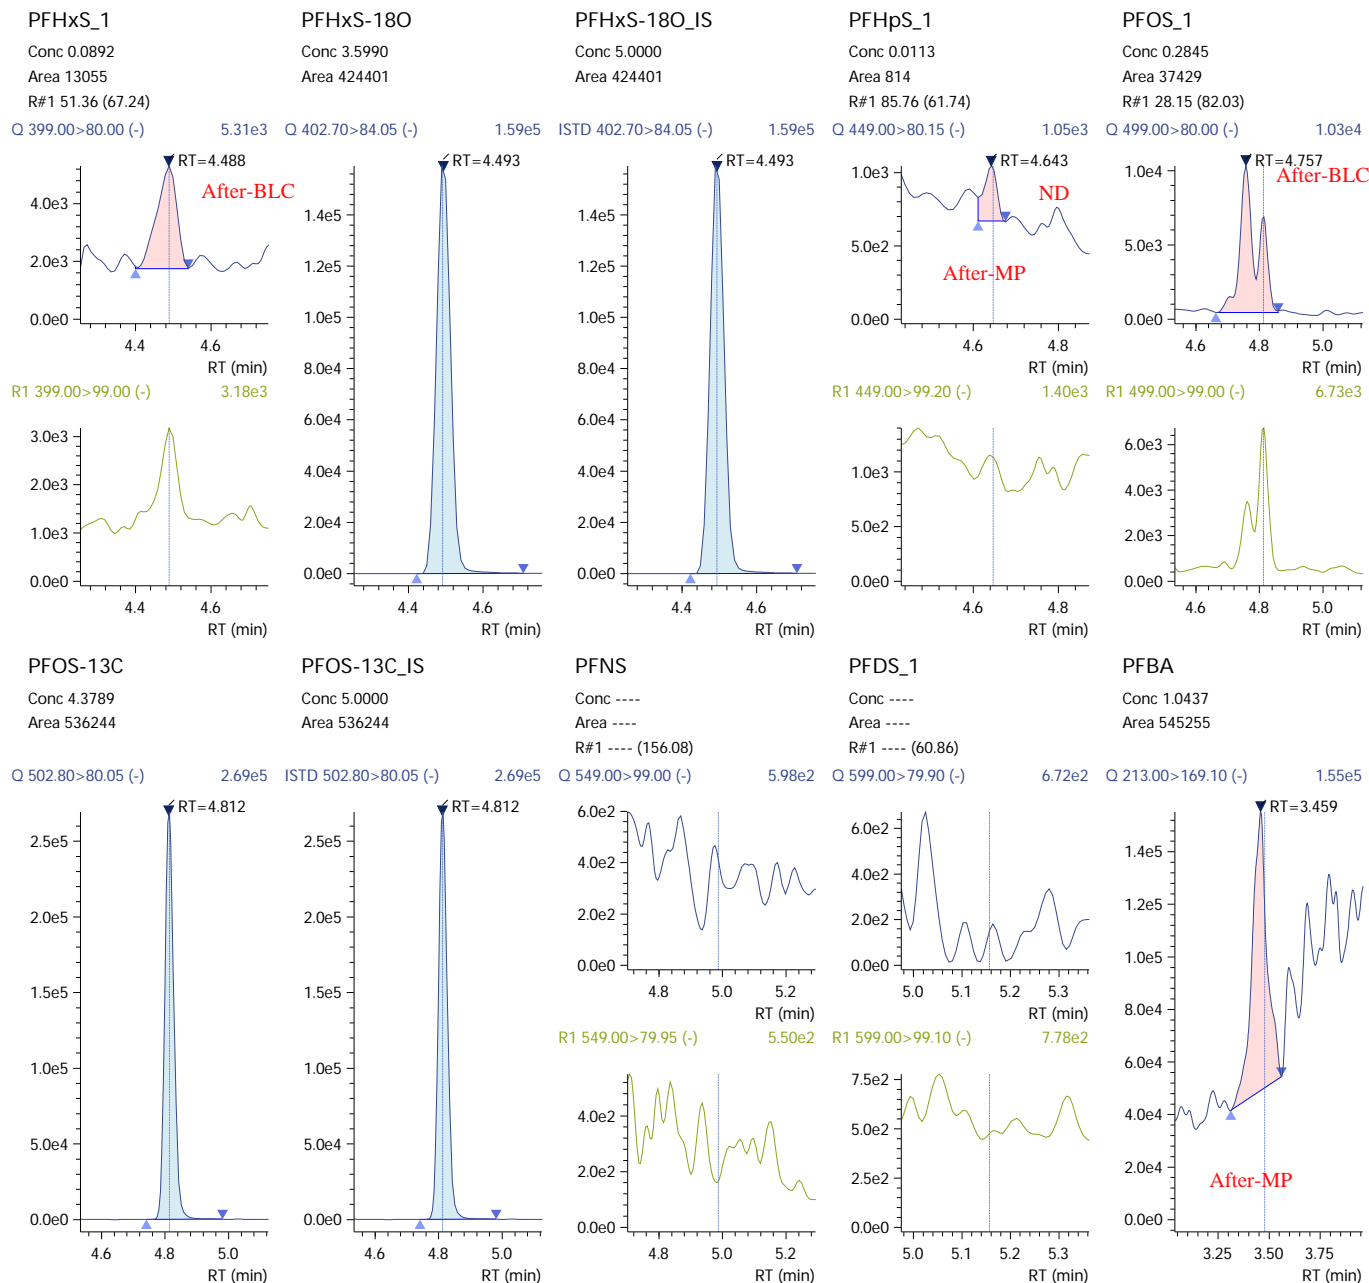 PFHxS_1
Conc 0.0892
Area 13055
R#1 51.36 (67.24)
Q 399.00>80.00 (-) 5.31e3
RT=4.488
After-BLC
4.0e3
2.0e3
0.0e0
4.4 4.6
RT (min)
R1 399.00>99.00 (-) 3.18e3
3.0e3
2.0e3
1.0e3
0.0e0
4.4 4.6
RT (min)
PFHxS-18O
Conc 3.5990
Area 424401
Q 402.70>84.05 (-) 1.59e5
RT=4.493
1.4e5
1.2e5
1.0e5
8.0e4
6.0e4
4.0e4
2.0e4
0.0e0
4.4 4.6
RT (min)
PFHxS-18O_IS
Conc 5.0000
Area 424401
ISTD 402.70>84.05 (-) 1.59e5
RT=4.493
1.4e5
1.2e5
1.0e5
8.0e4
6.0e4
4.0e4
2.0e4
0.0e0
4.4 4.6
RT (min)
PFHpS_1
Conc 0.0113
Area 814
R#1 85.76 (61.74)
Q 449.00>80.15 (-) 1.05e3
RT=4.643
1.0e3
ND
5.0e2
After-MP
0.0e0
4.6 4.8
RT (min)
R1 449.00>99.20 (-) 1.40e3
1.0e3
5.0e2
0.0e0
4.6 4.8
RT (min)
PFOS_1
Conc 0.2845
Area 37429
R#1 28.15 (82.03)
Q 499.00>80.00 (-) 1.03e4
RT=4.757
After-BLC
1.0e4
5.0e3
0.0e0
4.6 4.8 5.0
RT (min)
R1 499.00>99.00 (-) 6.73e3
6.0e3
4.0e3
2.0e3
0.0e0
4.6 4.8 5.0
RT (min)
PFOS-13C
Conc 4.3789
Area 536244
Q 502.80>80.05 (-) 2.69e5
RT=4.812
2.5e5
2.0e5
1.5e5
1.0e5
5.0e4
0.0e0
4.6 4.8 5.0
RT (min)
PFOS-13C_IS
Conc 5.0000
Area 536244
ISTD 502.80>80.05 (-) 2.69e5
RT=4.812
2.5e5
2.0e5
1.5e5
1.0e5
5.0e4
0.0e0
4.6 4.8 5.0
RT (min)
PFNS
Conc ----
Area ----
R#1 ---- (156.08)
Q 549.00>99.00 (-) 5.98e2
6.0e2
4.0e2
2.0e2
0.0e0
4.8 5.0 5.2
RT (min)
R1 549.00>79.95 (-) 5.50e2
4.0e2
2.0e2
0.0e0
4.8 5.0 5.2
RT (min)
PFDS_1
Conc ----
Area ----
R#1 ---- (60.86)
Q 599.00>79.90 (-) 6.72e2
6.0e2
4.0e2
2.0e2
0.0e0
5.0 5.1 5.2 5.3
RT (min)
R1 599.00>99.10 (-) 7.78e2
7.5e2
5.0e2
2.5e2
0.0e0
5.0 5.1 5.2 5.3
RT (min)
PFBA
Conc 1.0437
Area 545255
Q 213.00>169.10 (-) 1.55e5
RT=3.459
1.4e5
1.2e5
1.0e5
8.0e4
6.0e4
4.0e4
2.0e4
After-MP
0.0e0
3.25 3.50 3.75
RT (min)